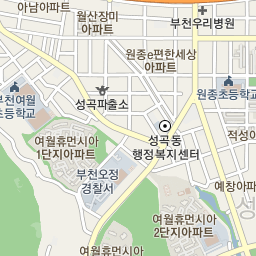 아남아파트
월산장미
아파트
부천우리병원
원종e편한세상
아파트
성곡파출소
원종초등학교
부천여월
초등학교
성곡동
행정복지센터
적성아
여월휴먼시아
1단지아파트
부천오정
경찰서
예창아파트
여월휴먼시아
2단지아파트
성
여월휴먼시아